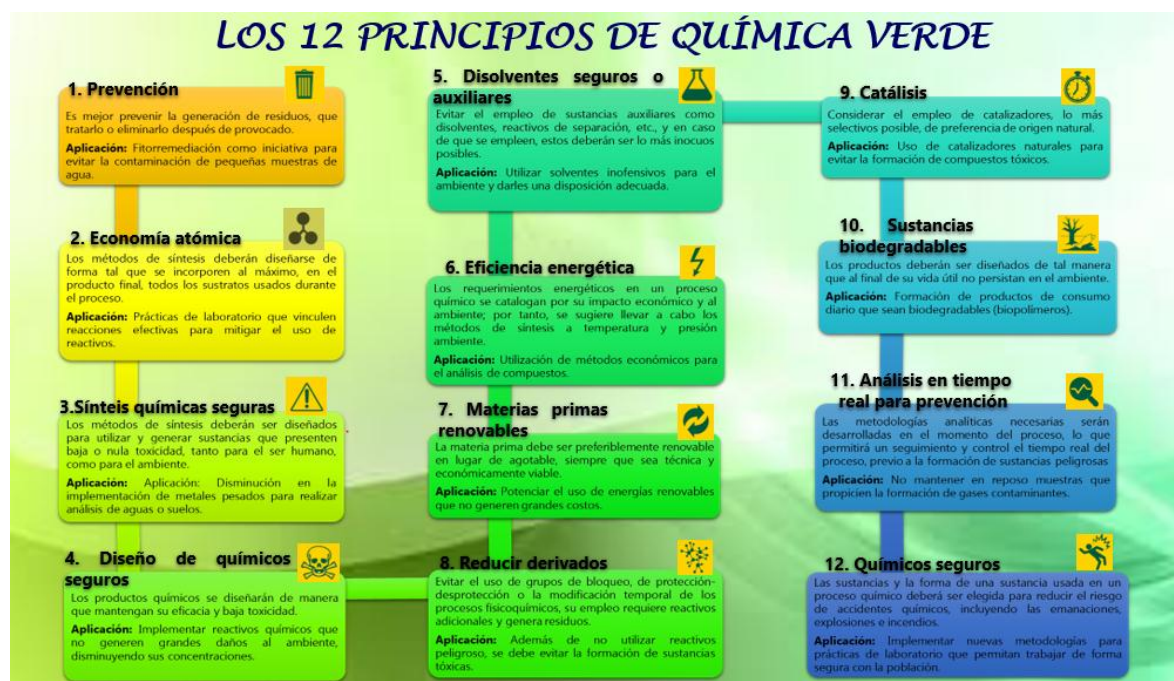 LOS 12 PRINCIPIOS DE QUÍMICA VERDE
1. Prevención
Es mejor prevenir la generación de residuos, que
tratarlo o eliminarlo después de provocado.
Aplicación: Fitorremediación como iniciativa para
evitar la contaminación de pequeñas muestras de
agua.
2. Economía atómica
Los métodos de síntesis deberán diseñarse de
forma tal que se incorporen al máximo, en el
producto final, todos los sustratos usados durante
el proceso.
Aplicación: Prácticas de laboratorio que vinculen
reacciones efectivas para mitigar el uso de
reactivos.
3.Sínteis químicas seguras
Los métodos de síntesis deberán ser diseñados
para utilizar y generar sustancias que presenten
baja o nula toxicidad, tanto para el ser humano,
como para el ambiente.
Aplicación: Aplicación: Disminución en la
implementación de metales pesados para realizar
análisis de aguas o suelos.
4. Diseño de químicos
seguros
Los productos químicos se diseñarán de manera
que mantengan su eficacia y baja toxicidad.
Aplicación: Implementar reactivos químicos que
no generen grandes daños al ambiente,
disminuyendo sus concentraciones.
5. Disolventes seguros o
auxiliares
Evitar el empleo de sustancias auxiliares como
disolventes, reactivos de separación, etc., y en caso
de que se empleen, estos deberán ser lo más inocuos
posibles.
Aplicación: Utilizar solventes inofensivos para el
ambiente y darles una disposición adecuada.
6. Eficiencia energética
Los requerimientos energéticos en un proceso
químico se catalogan por su impacto económico y al
ambiente; por tanto, se sugiere llevar a cabo los
métodos de síntesis a temperatura y presión
ambiente.
Aplicación: Utilización de métodos económicos para
el análisis de compuestos.
7. Materias primas
renovables
La materia prima debe ser preferiblemente renovable
en lugar de agotable, siempre que sea técnica y
económicamente viable.
Aplicación: Potenciar el uso de energías renovables
que no generen grandes costos.
8. Reducir derivados
Evitar el uso de grupos de bloqueo, de protección-
desprotección o la modificación temporal de los
procesos fisicoquímicos, su empleo requiere reactivos
adicionales y genera residuos.
Aplicación: Además de no utilizar reactivos
peligroso, se debe evitar la formación de sustancias
tóxicas.
9. Catálisis
Considerar el empleo de catalizadores, lo más
selectivos posible, de preferencia de origen natural.
Aplicación: Uso de catalizadores naturales para
evitar la formación de compuestos tóxicos.
10. Sustancias
biodegradables
Los productos deberán ser diseñados de tal manera
que al final de su vida útil no persistan en el ambiente.
Aplicación: Formación de productos de consumo
diario que sean biodegradables (biopolímeros).
11. Análisis en tiempo
real para prevención
Las metodologías analíticas necesarias serán
desarrolladas en el momento del proceso, lo que
permitirá un seguimiento y control el tiempo real del
proceso, previo a la formación de sustancias peligrosas
Aplicación: No mantener en reposo muestras que
propicien la formación de gases contaminantes.
12. Químicos seguros
Las sustancias y la forma de una sustancia usada en un
proceso químico deberá ser elegida para reducir el riesgo
de accidentes químicos, incluyendo las emanaciones,
explosiones e incendios.
Aplicación: Implementar nuevas metodologías para
prácticas de laboratorio que permitan trabajar de forma
segura con la población.